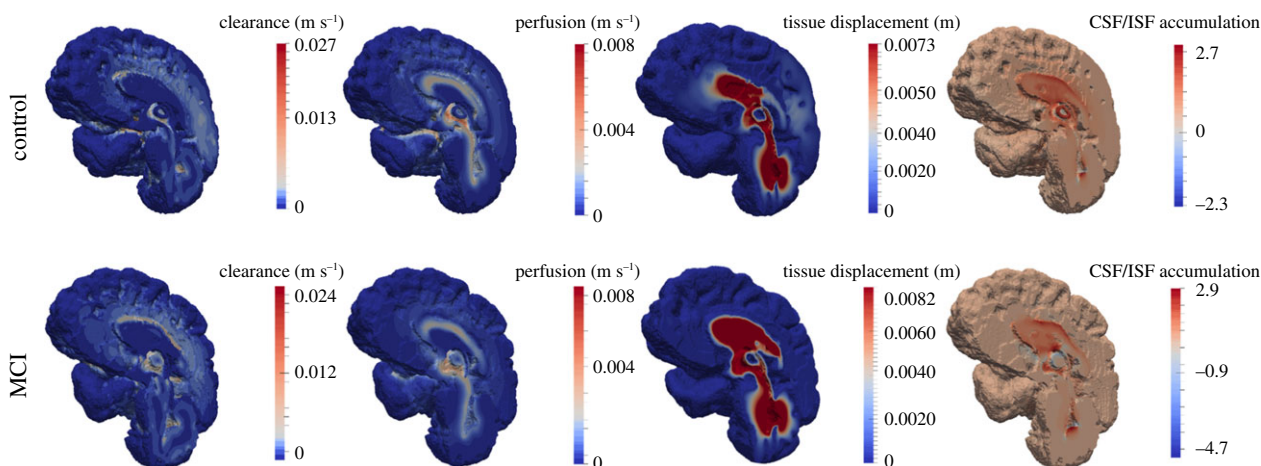 clearance (m s⁻¹)
0.027
0.013
0
perfusion (m s⁻¹)
0.008
0.004
0
tissue displacement (m)
0.0073
0.0050
0.0040
0.0020
0
CSF/ISF accumulation
2.7
0
−2.3
control
clearance (m s⁻¹)
0.024
0.012
0
perfusion (m s⁻¹)
0.008
0.004
0
tissue displacement (m)
0.0082
0.0060
0.0040
0.0020
0
CSF/ISF accumulation
2.9
−0.9
−4.7
MCI